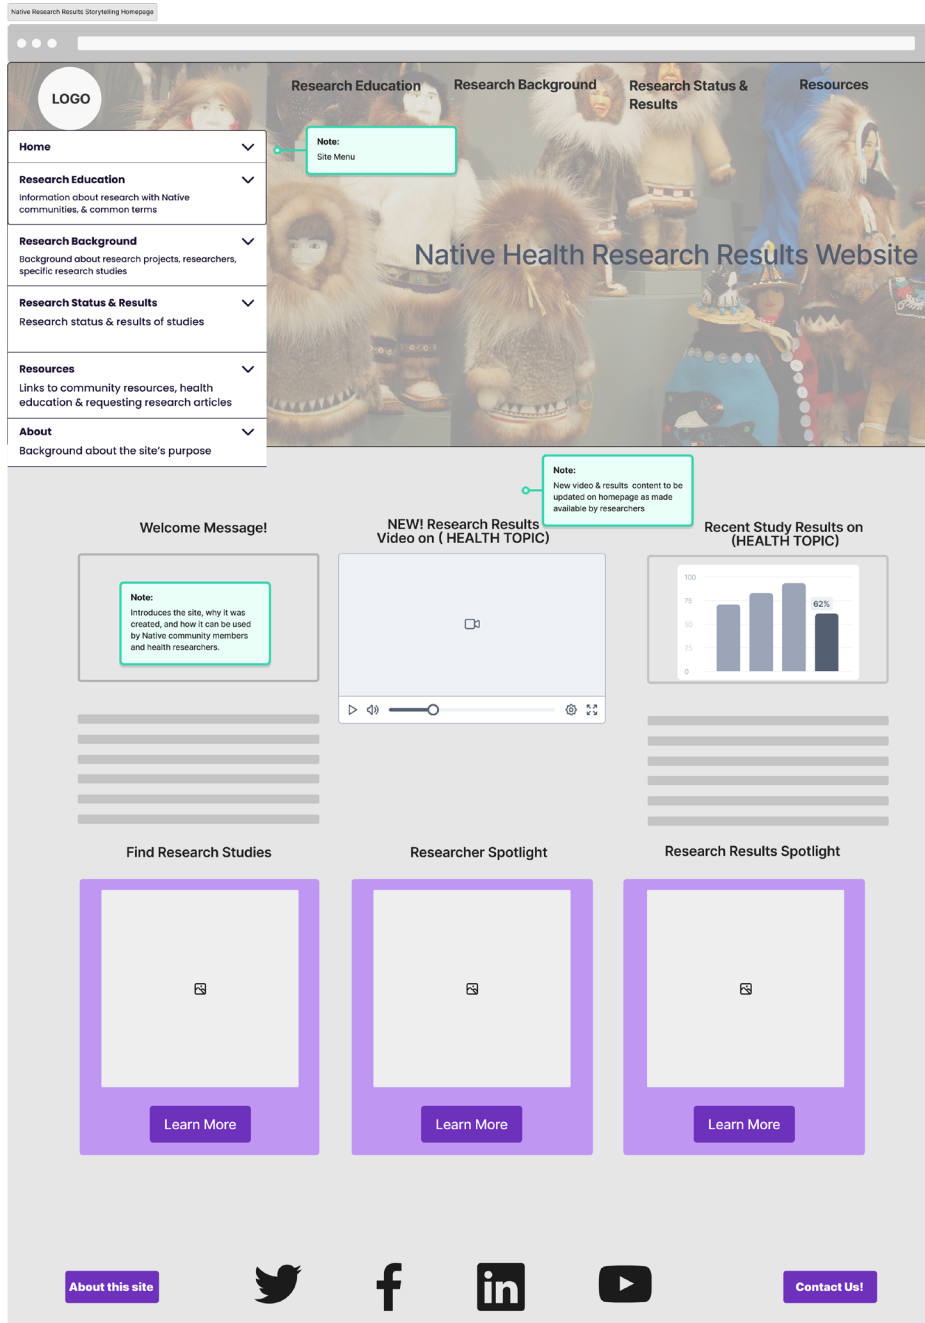 Native Research Results Storytelling Homepage
LOGO
Research Education
Research Background
Research Status &
Results
Resources
Home
Research Education
Information about research with Native
communities, & common terms
Research Background
Background about research projects, researchers,
specific research studies
Research Status & Results
Research status & results of studies
Resources
Links to community resources, health
education & requesting research articles
About
Background about the site's purpose
Note:
Site Menu
Native Health Research Results Website
Note:
New video & results content to be
updated on homepage as made
available by researchers
Welcome Message!
Note:
Introduces the site, why it was
created, and how it can be used
by Native community members
and health researchers.
NEW! Research Results
Video on ( HEALTH TOPIC)
Recent Study Results on
(HEALTH TOPIC)
100
75
50
25
0
62%
Find Research Studies
Researcher Spotlight
Research Results Spotlight
Learn More
Learn More
Learn More
About this site
in
Contact Us!